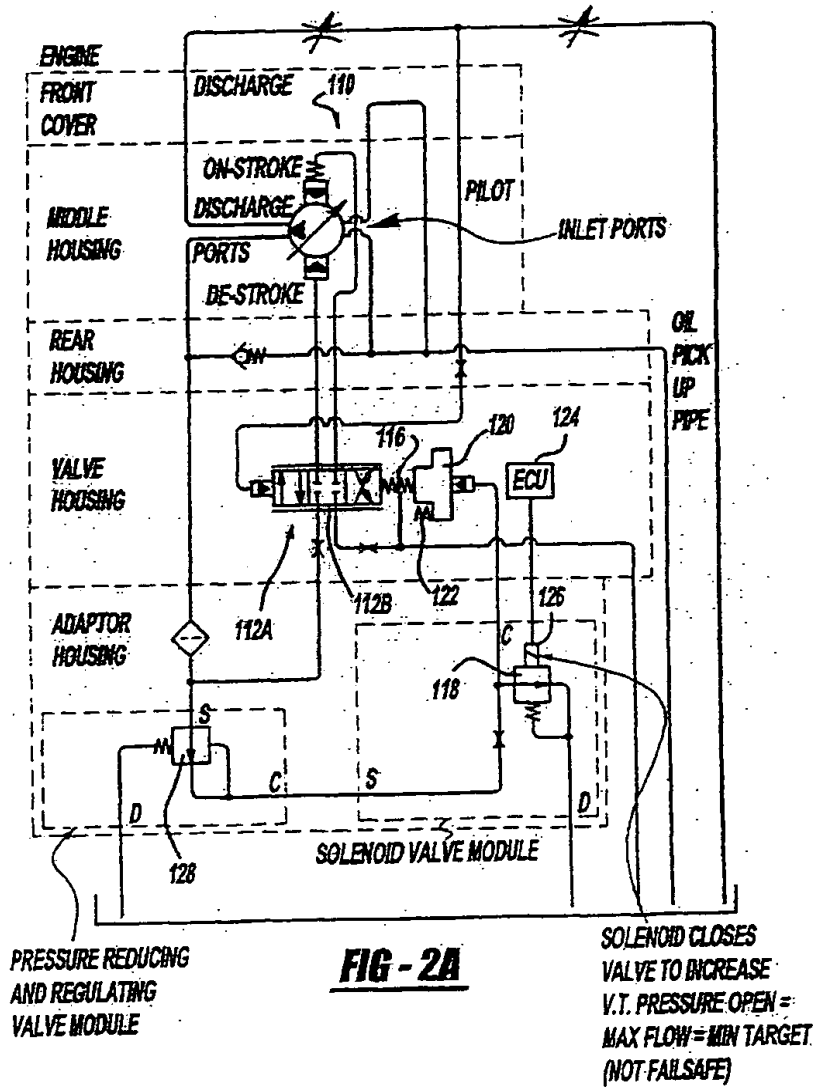 ENGINE
FRONT
COVER
DISCHARGE
110
ON-STROKE
DISCHARGE
PORTS
DE-STROKE
PILOT
INLET PORTS
MIDDLE
HOUSING
REAR
HOUSING
OIL
PICK
UP
PIPE
VALVE
HOUSING
116
120
124
ECU
112A
112B
122
126
ADAPTOR
HOUSING
C
118
S
C
S
D
D
128
SOLENOID VALVE MODULE
PRESSURE REDUCING
AND REGULATING
VALVE MODULE
FIG - 2A
SOLENOID CLOSES
VALVE TO INCREASE
V.T. PRESSURE OPEN =
MAX FLOW = MIN TARGET
(NOT FAILSAFE)